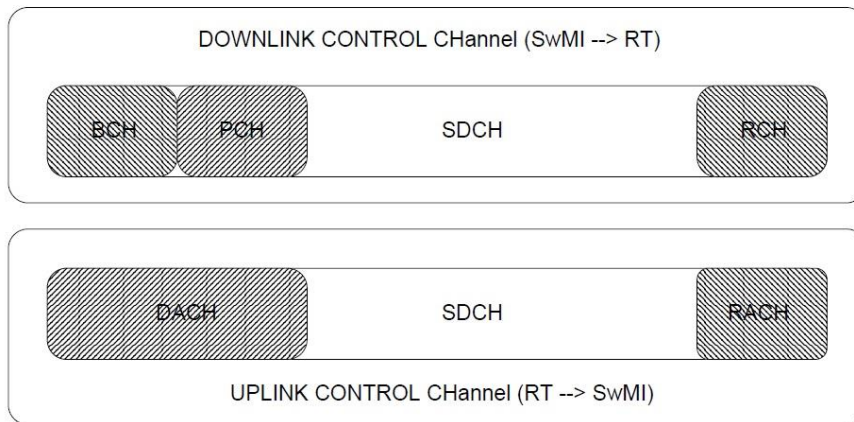 DOWNLINK CONTROL CHannel (SwMI --> RT)
BCH PCH SDCH RCH
DACH SDCH RACH
UPLINK CONTROL CHannel (RT --> SwMI)